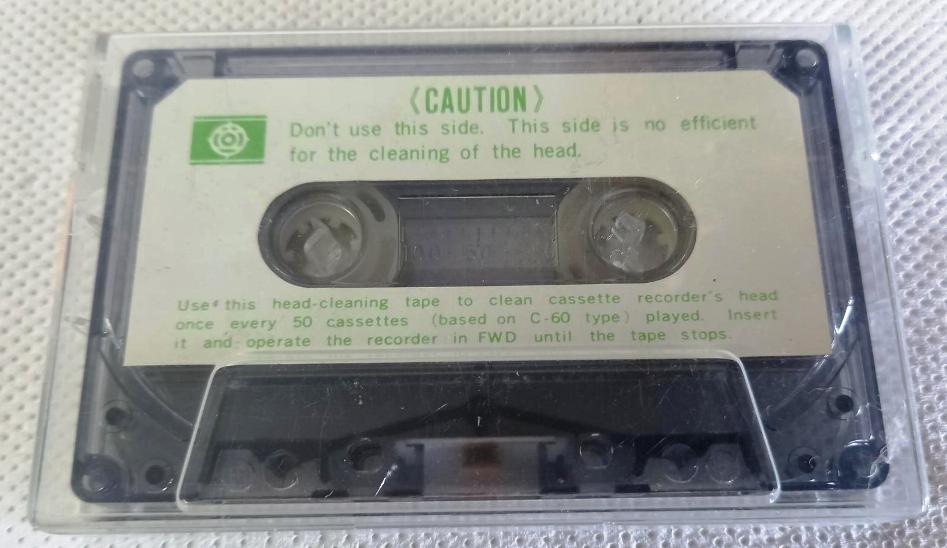 〈CAUTION〉
Don't use this side. This side is no efficient
for the cleaning of the head.
100 50
Use this head-cleaning tape to clean cassette recorder's head
once every 50 cassettes (based on C-60 type) played. Insert
it and operate the recorder in FWD until the tape stops.